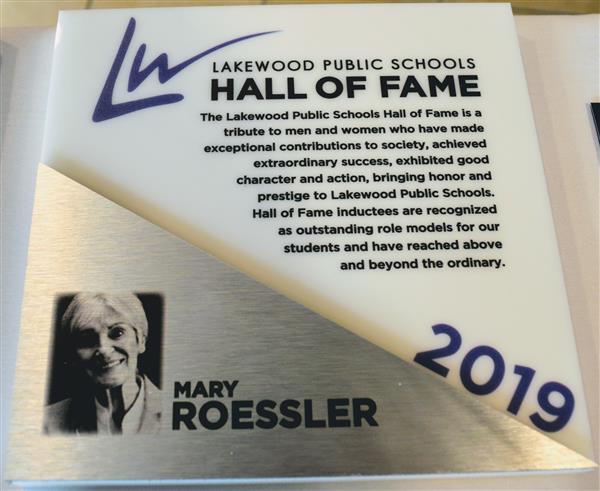 LW
LAKEWOOD PUBLIC SCHOOLS
HALL OF FAME
The Lakewood Public Schools Hall of Fame is a
tribute to men and women who have made
exceptional contributions to society, achieved
extraordinary success, exhibited good
character and action, bringing honor and
prestige to Lakewood Public Schools.
Hall of Fame inductees are recognized
as outstanding role models for our
students and have reached above
and beyond the ordinary.
2019
MARY
ROESSLER